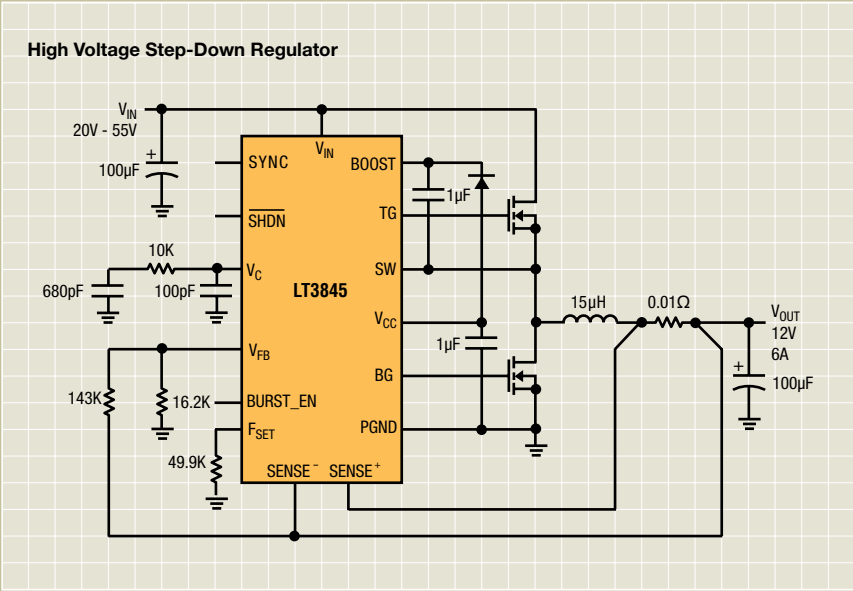 High Voltage Step-Down Regulator
VIN
20V - 55V
100µF
+
SYNC
VIN
BOOST
1µF
SHDN
TG
10K
VC
SW
680pF
100pF
LT3845
15µH
0.01Ω
VOUT
12V
6A
VCC
1µF
VFB
BG
+
100µF
143K
16.2K
BURST_EN
FSET
PGND
49.9K
SENSE⁻
SENSE⁺